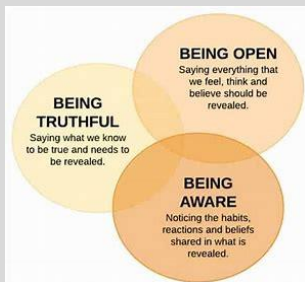 BEING OPEN
Saying everything that
we feel, think and
believe should be
revealed.
BEING
TRUTHFUL
Saying what we know
to be true and needs to
be revealed.
BEING
AWARE
Noticing the habits,
reactions and beliefs
shared in what is
revealed.